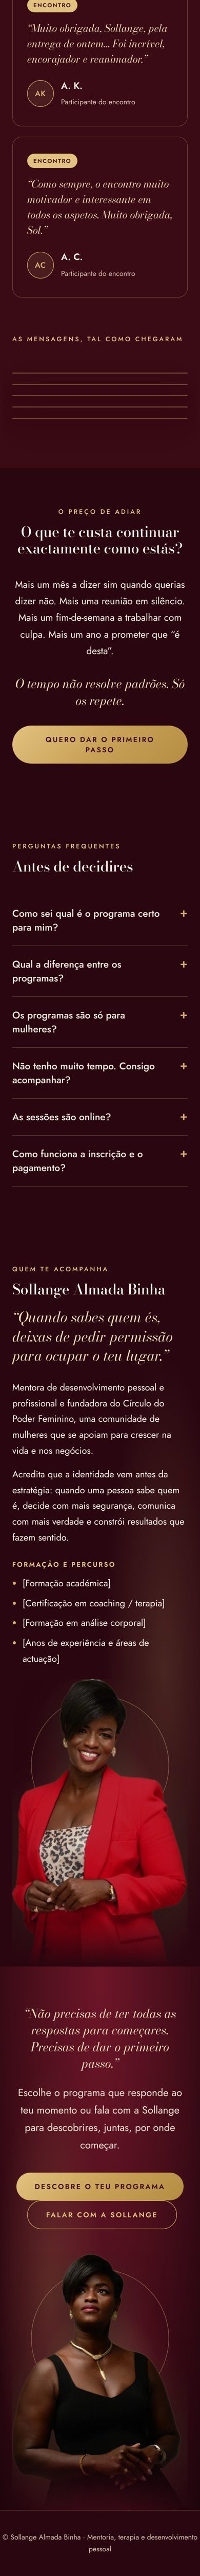 ENCONTRO
“Muito obrigada, Sollange, pela
entrega de ontem... Foi incrível,
encorajador e reanimador.”
AK
A. K.
Participante do encontro
ENCONTRO
“Como sempre, o encontro muito
motivador e interessante em
todos os aspetos. Muito obrigada,
Sol.”
AC
A. C.
Participante do encontro
AS MENSAGENS, TAL COMO CHEGARAM
O PREÇO DE ADIAR
O que te custa continuar
exactamente como estás?
Mais um mês a dizer sim quando querias
dizer não. Mais uma reunião em silêncio.
Mais um fim-de-semana a trabalhar com
culpa. Mais um ano a prometer que “é
desta”.
O tempo não resolve padrões. Só
os repete.
QUERO DAR O PRIMEIRO
PASSO
PERGUNTAS FREQUENTES
Antes de decidires
Como sei qual é o programa certo
para mim?
+
Qual a diferença entre os
programas?
+
Os programas são só para
mulheres?
+
Não tenho muito tempo. Consigo
acompanhar?
+
As sessões são online?
+
Como funciona a inscrição e o
pagamento?
+
QUEM TE ACOMPANHA
Sollange Almada Binha
“Quando sabes quem és,
deixas de pedir permissão
para ocupar o teu lugar.”
Mentora de desenvolvimento pessoal e
profissional e fundadora do Círculo do
Poder Feminino, uma comunidade de
mulheres que se apoiam para crescer na
vida e nos negócios.
Acredita que a identidade vem antes da
estratégia: quando uma pessoa sabe quem
é, decide com mais segurança, comunica
com mais verdade e constrói resultados que
fazem sentido.
FORMAÇÃO E PERCURSO
• [Formação académica]
• [Certificação em coaching / terapia]
• [Formação em análise corporal]
• [Anos de experiência e áreas de
actuação]
“Não precisas de ter todas as
respostas para começares.
Precisas de dar o primeiro
passo.”
Escolhe o programa que responde ao
teu momento ou fala com a Sollange
para descobrires, juntas, por onde
começar.
DESCOBRE O TEU PROGRAMA
FALAR COM A SOLLANGE
© Sollange Almada Binha · Mentoria, terapia e desenvolvimento
pessoal